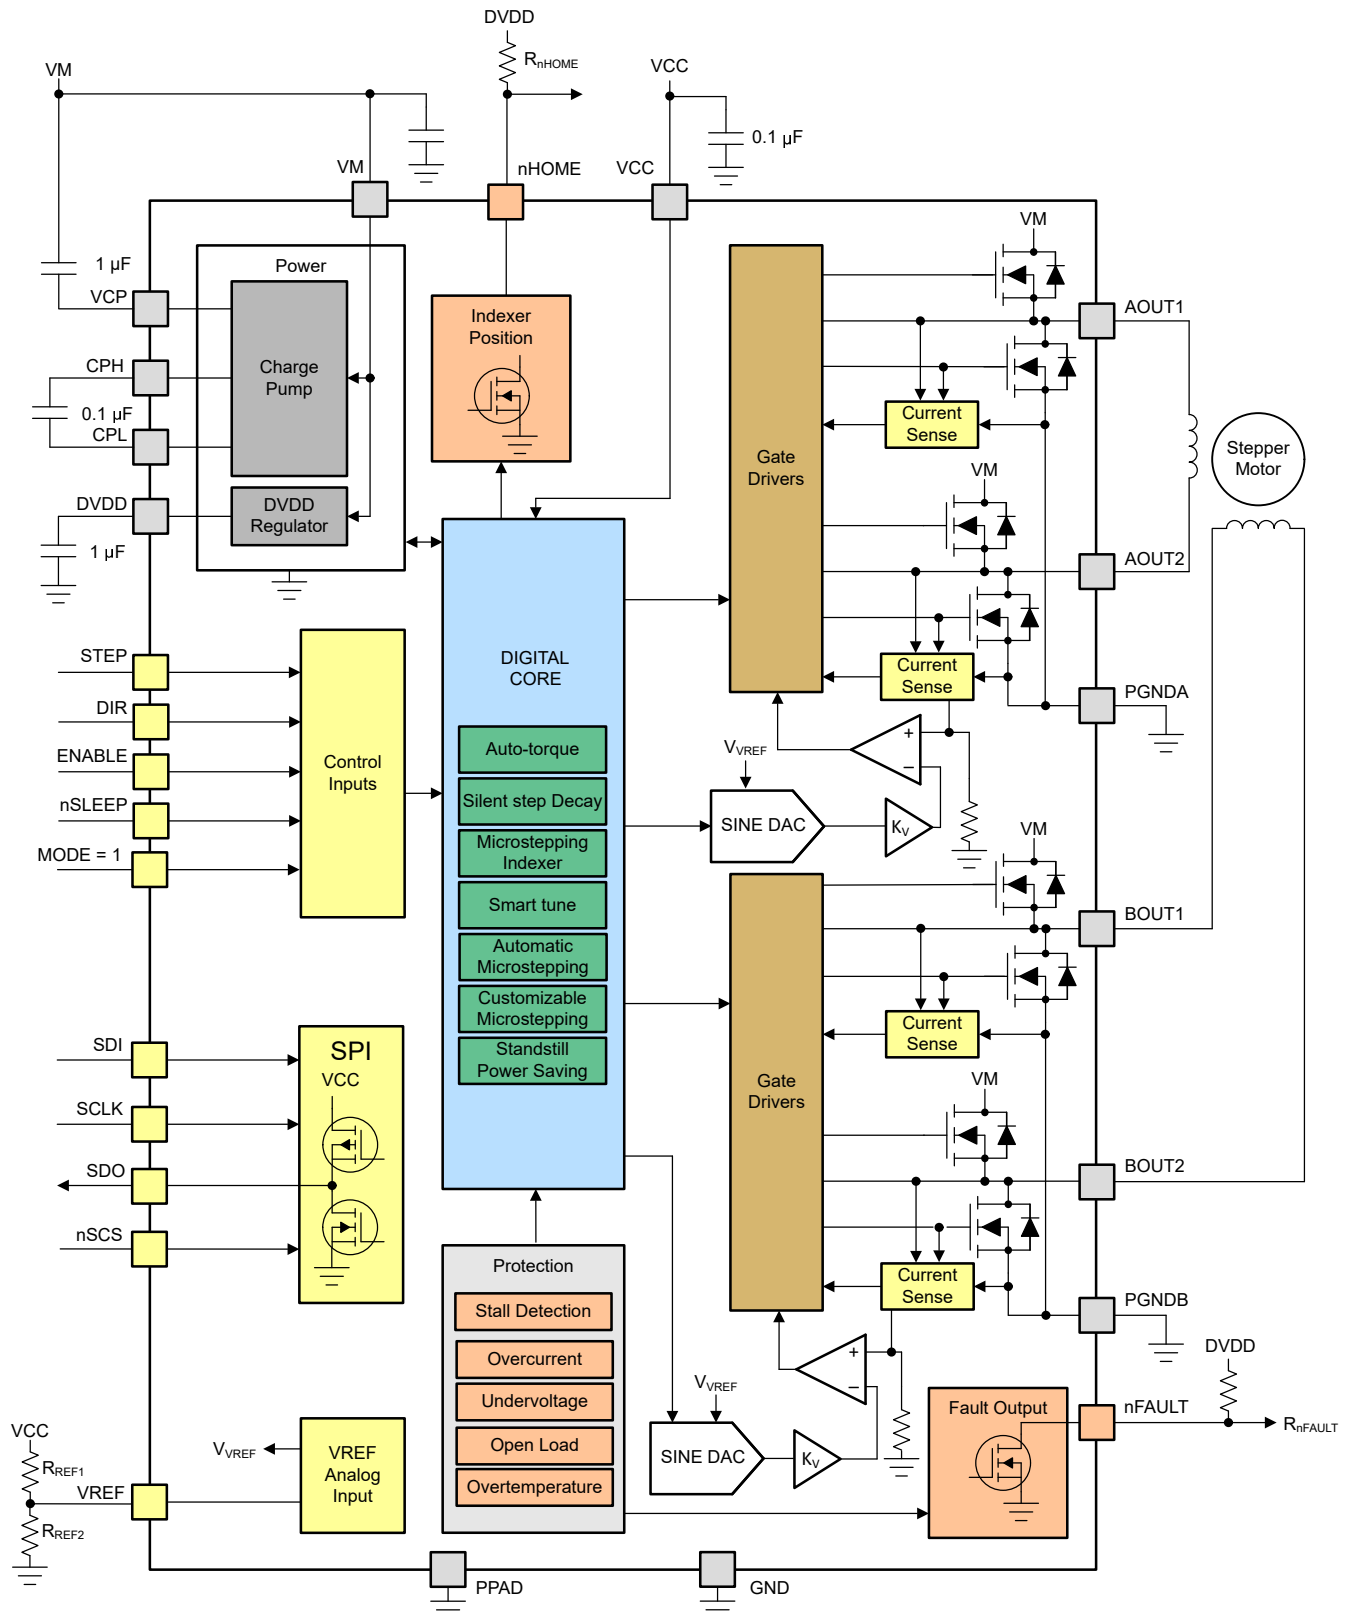 DVDD
RnHOME
VM
VCC
0.1 µF
VM
nHOME
VCC
1 µF
VCP
Power
Charge
Pump
CPH
0.1 µF
CPL
DVDD
DVDD
Regulator
1 µF
Indexer
Position
VM
AOUT1
Current
Sense
Gate
Drivers
Stepper
Motor
VM
AOUT2
Current
Sense
PGNDA
STEP
DIR
ENABLE
nSLEEP
MODE = 1
Control
Inputs
DIGITAL
CORE
Auto-torque
Silent step Decay
Microstepping
Indexer
Smart tune
Automatic
Microstepping
Customizable
Microstepping
Standstill
Power Saving
VVREF
SINE DAC
KV
+
−
VM
BOUT1
Current
Sense
Gate
Drivers
VM
BOUT2
Current
Sense
PGNDB
SDI
SCLK
SDO
nSCS
SPI
VCC
Protection
Stall Detection
Overcurrent
Undervoltage
Open Load
Overtemperature
VVREF
SINE DAC
KV
+
−
DVDD
Fault Output
nFAULT
RnFAULT
VCC
RREF1
VREF
RREF2
VVREF
VREF
Analog
Input
PPAD
GND